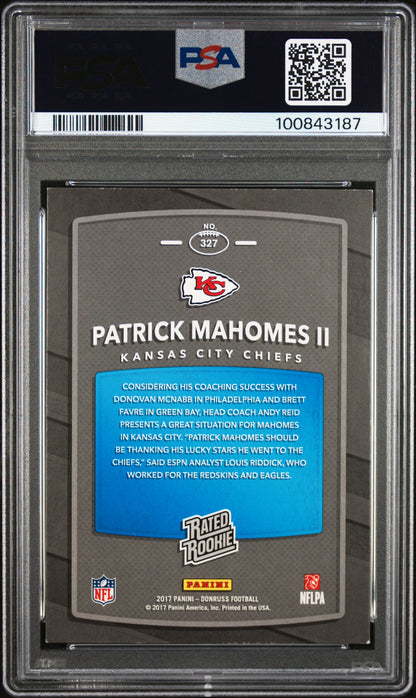 PSA
PSA
100843187
NO.
327
KC
PATRICK MAHOMES II
KANSAS CITY CHIEFS
CONSIDERING HIS COACHING SUCCESS WITH
DONOVAN MCNABB IN PHILADELPHIA AND BRETT
FAVRE IN GREEN BAY, HEAD COACH ANDY REID
PRESENTS A GREAT SITUATION FOR MAHOMES
IN KANSAS CITY. "PATRICK MAHOMES SHOULD
BE THANKING HIS LUCKY STARS HE WENT TO THE
CHIEFS," SAID ESPN ANALYST LOUIS RIDDICK, WHO
WORKED FOR THE REDSKINS AND EAGLES.
RATED
ROOKIE
PANINI
NFL
NFLPA
2017 PANINI – DONRUSS FOOTBALL
© 2017 Panini America, Inc. Printed in the USA.